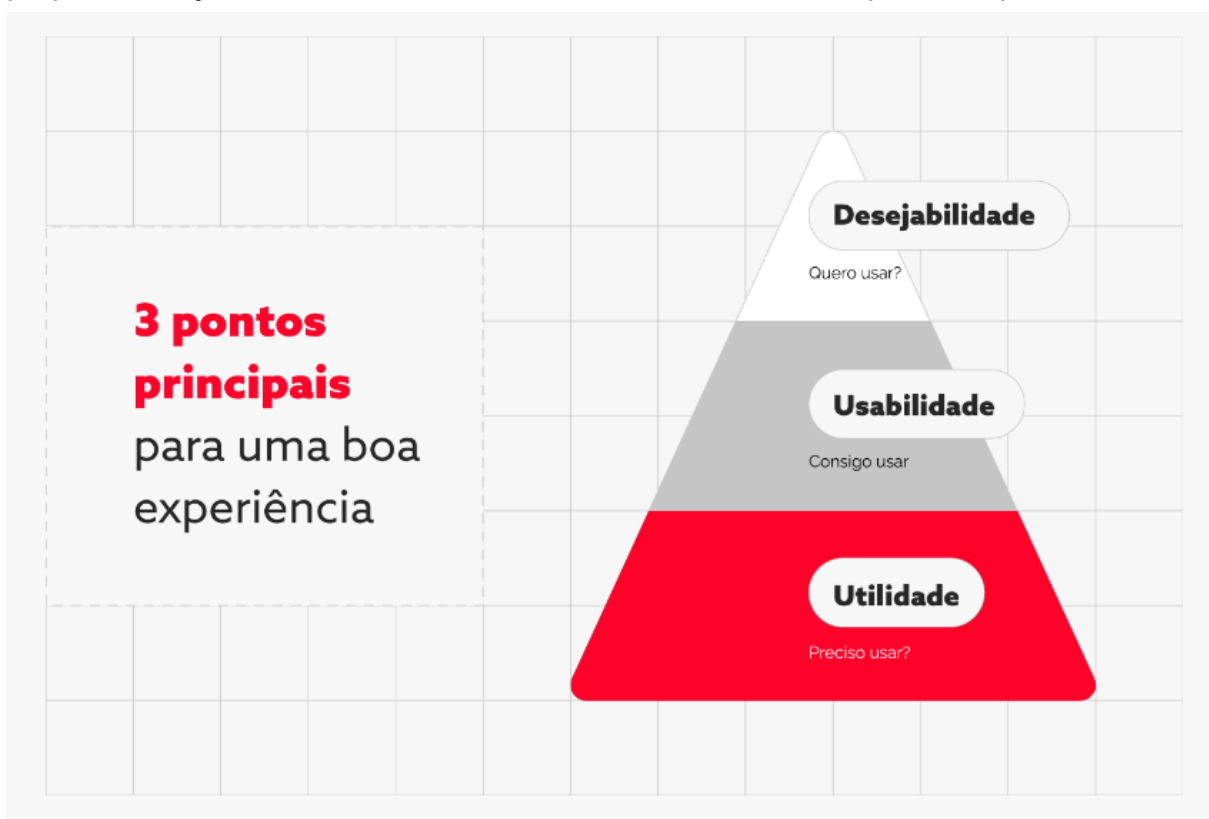 3 pontos
principais
para uma boa
experiência
Desejabilidade
Quero usar?
Usabilidade
Consigo usar
Utilidade
Preciso usar?